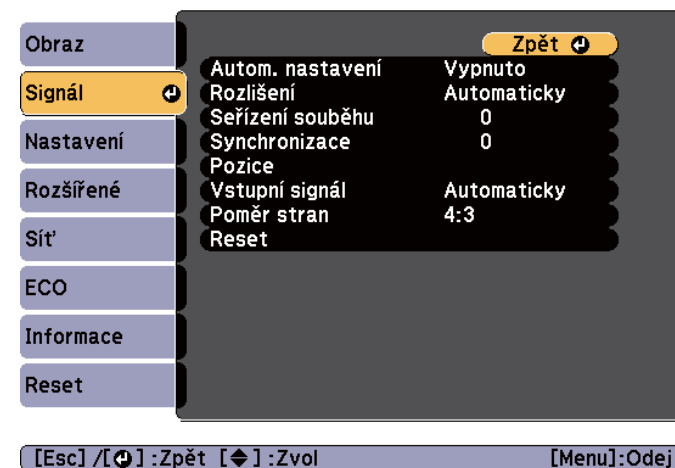 Obraz
Signál
Nastavení
Rozšířené
Síť
ECO
Informace
Reset
Zpět
Autom. nastavení Vypnuto
Rozlišení Automaticky
Seřízení souběhu 0
Synchronizace 0
Pozice
Vstupní signál Automaticky
Poměr stran 4:3
Reset
[Esc] /[⏎] :Zpět [◆] :Zvol [Menu]:Odej